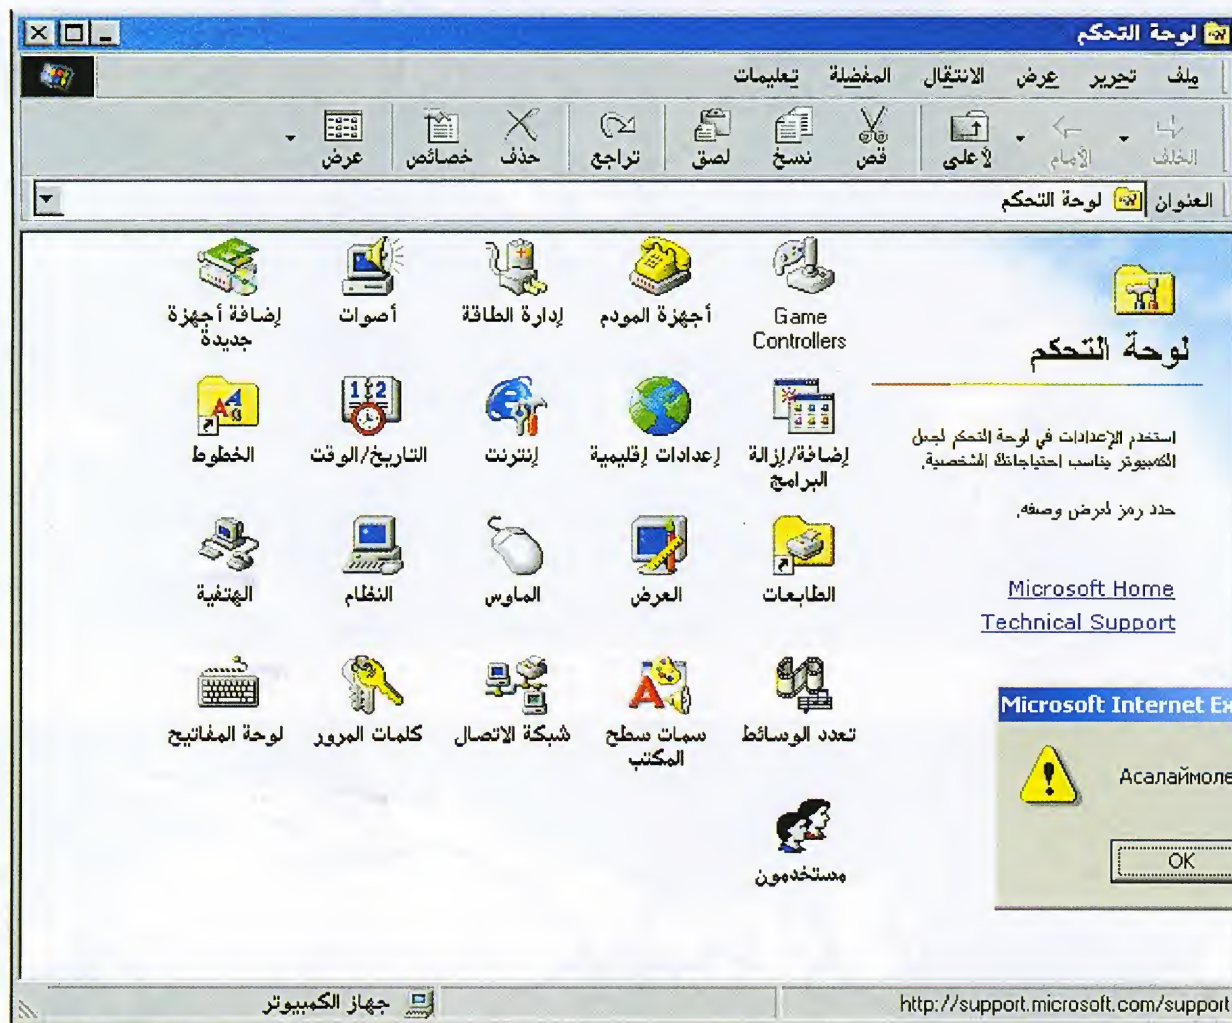 لوحة التحكم
ملف تحرير عرض الانتقال المفضلة تعليمات
الخلف الأمام لأعلى قص نسخ لصق تراجع حذف خصائص عرض
العنوان لوحة التحكم
لوحة التحكم
استخدم الإعدادات في لوحة التحكم لجعل
الكمبيوتر يناسب احتياجاتك الشخصية.
حدد رمز لعرض وصفه.
Microsoft Home
Technical Support
Game
Controllers
أجهزة المودم
إدارة الطاقة
أصوات
إضافة أجهزة
جديدة
إضافة/إزالة
البرامج
إعدادات إقليمية
إنترنت
التاريخ/الوقت
الخطوط
الطابعات
العرض
الماوس
النظام
الهتفية
تعدد الوسائط
سمات سطح
المكتب
شبكة الاتصال
كلمات المرور
لوحة المفاتيح
مستخدمون
Microsoft Internet Ex
Асалаймоле
OK
http://support.microsoft.com/support
جهاز الكمبيوتر